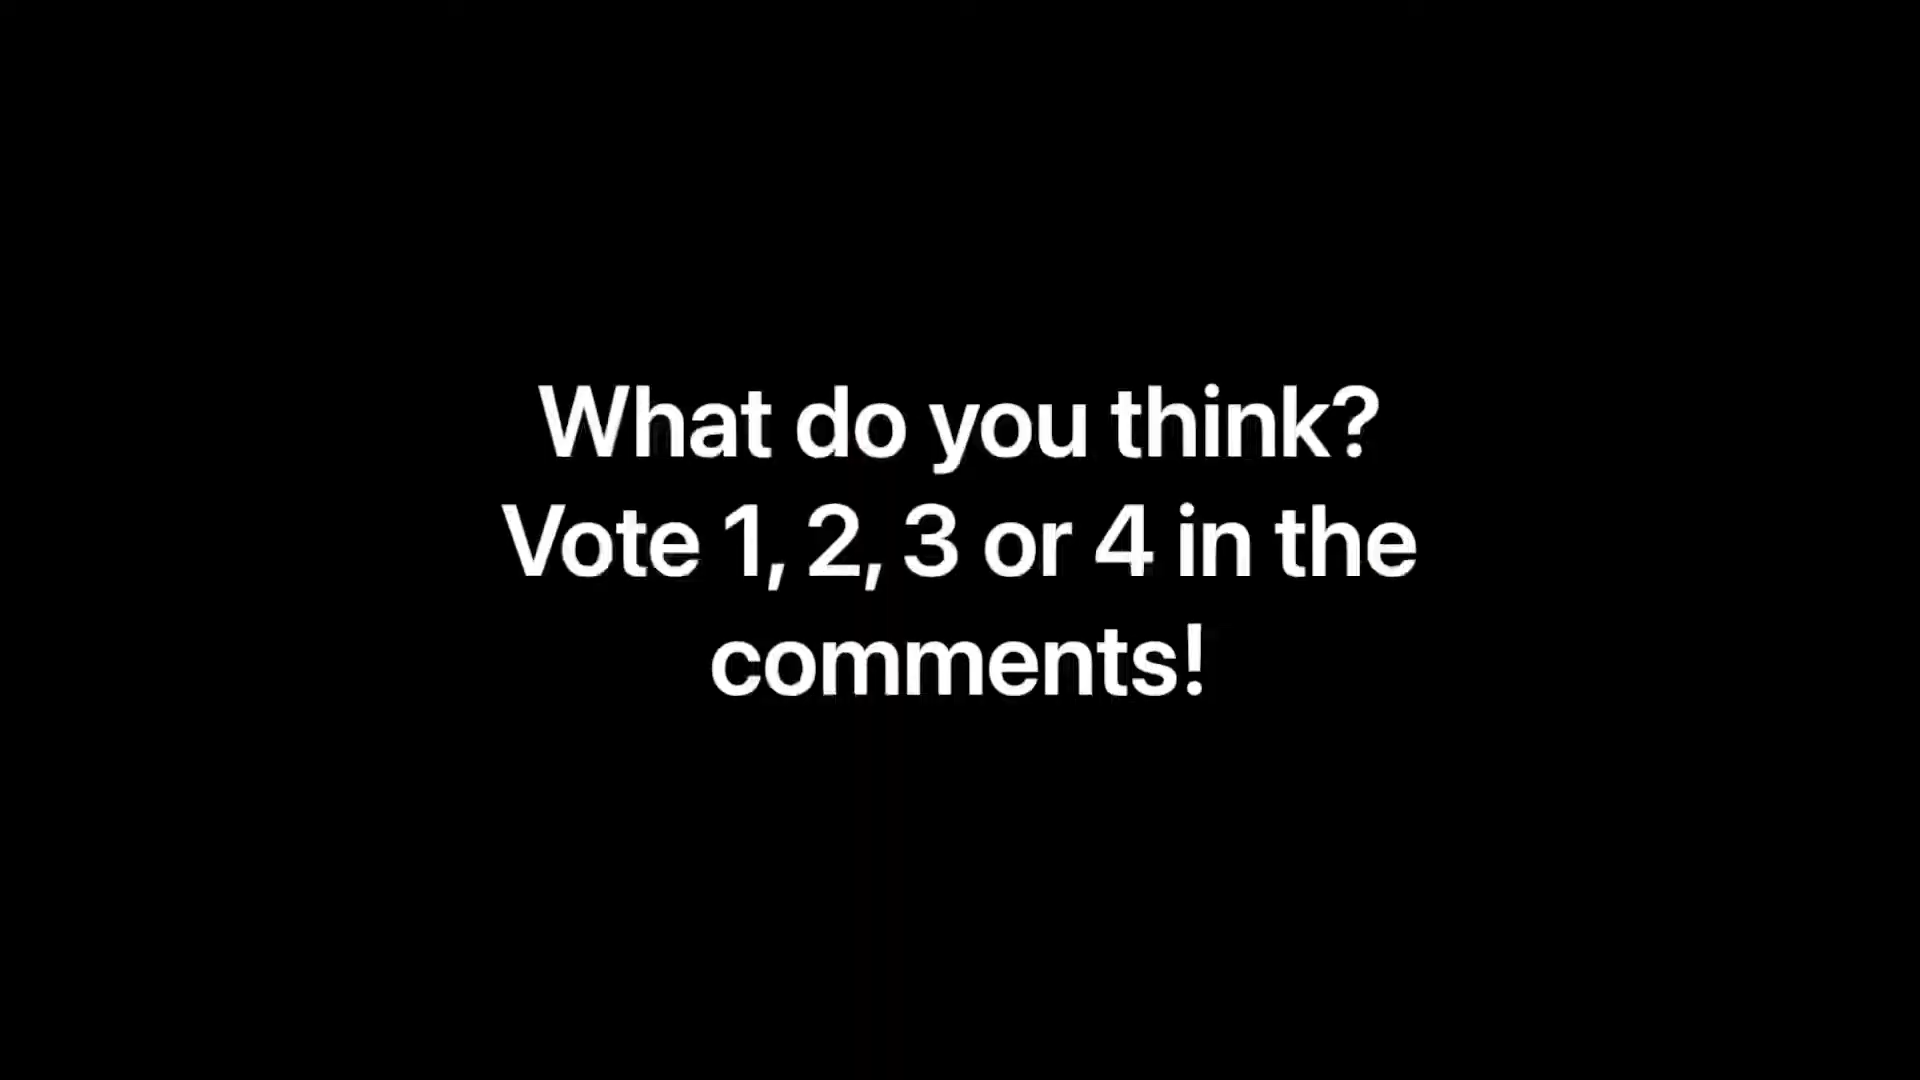 What do you think?
Vote 1, 2, 3 or 4 in the
comments!